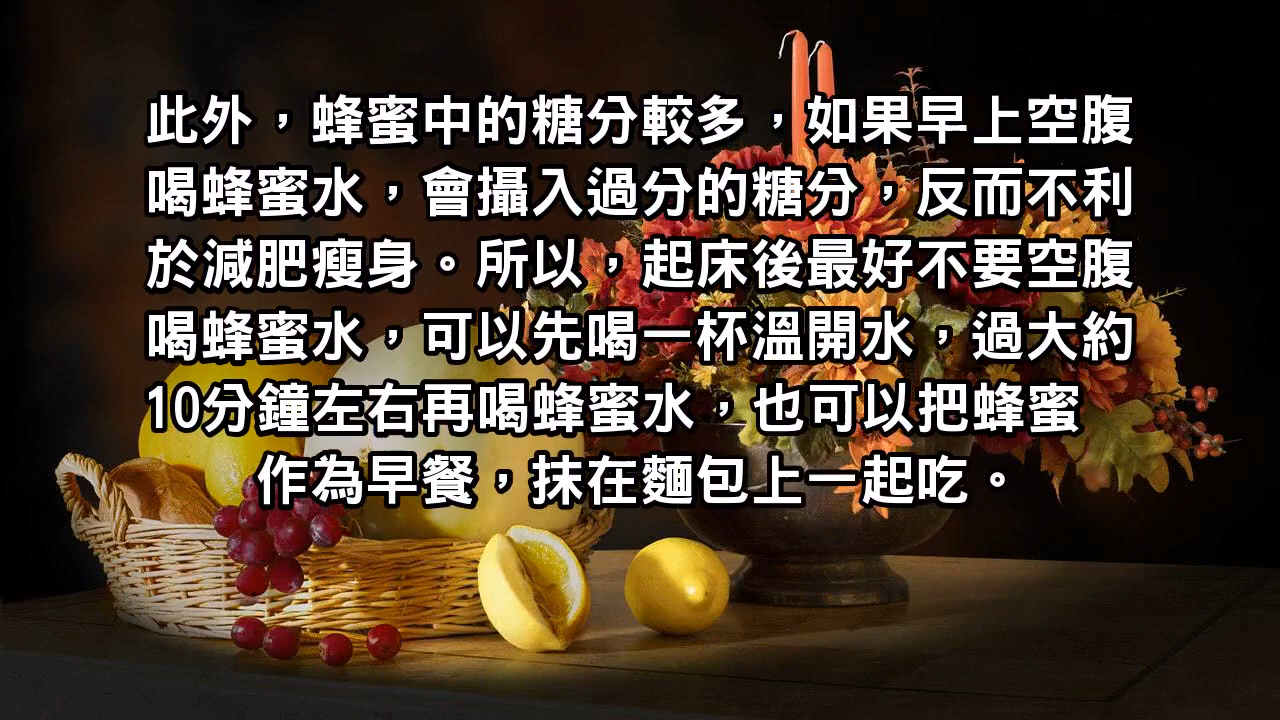 此外，蜂蜜中的糖分較多，如果早上空腹
喝蜂蜜水，會攝入過分的糖分，反而不利
於減肥瘦身。所以，起床後最好不要空腹
喝蜂蜜水，可以先喝一杯溫開水，過大約
10分鐘左右再喝蜂蜜水，也可以把蜂蜜
作為早餐，抹在麵包上一起吃。